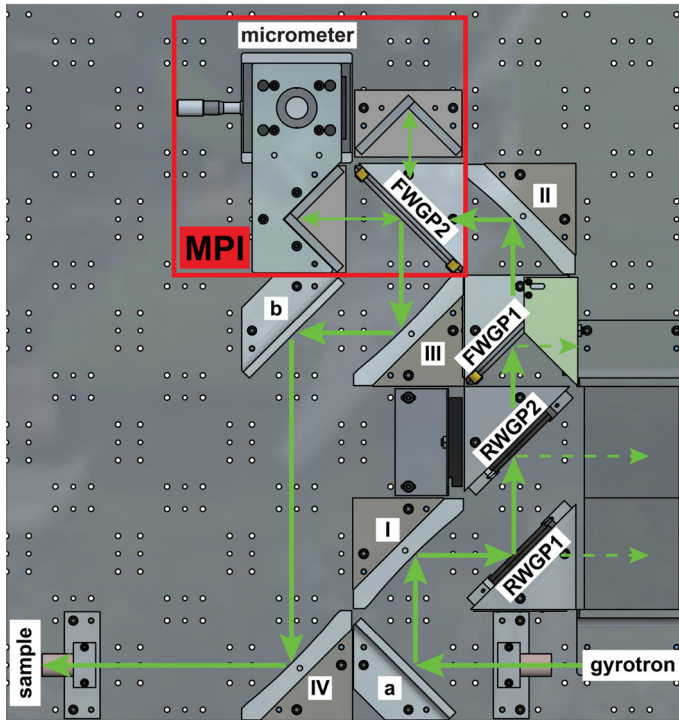 micrometer
FWGP2
II
MPI
b
III
FWGP1
RWGP2
I
RWGP1
sample
IV
a
gyrotron